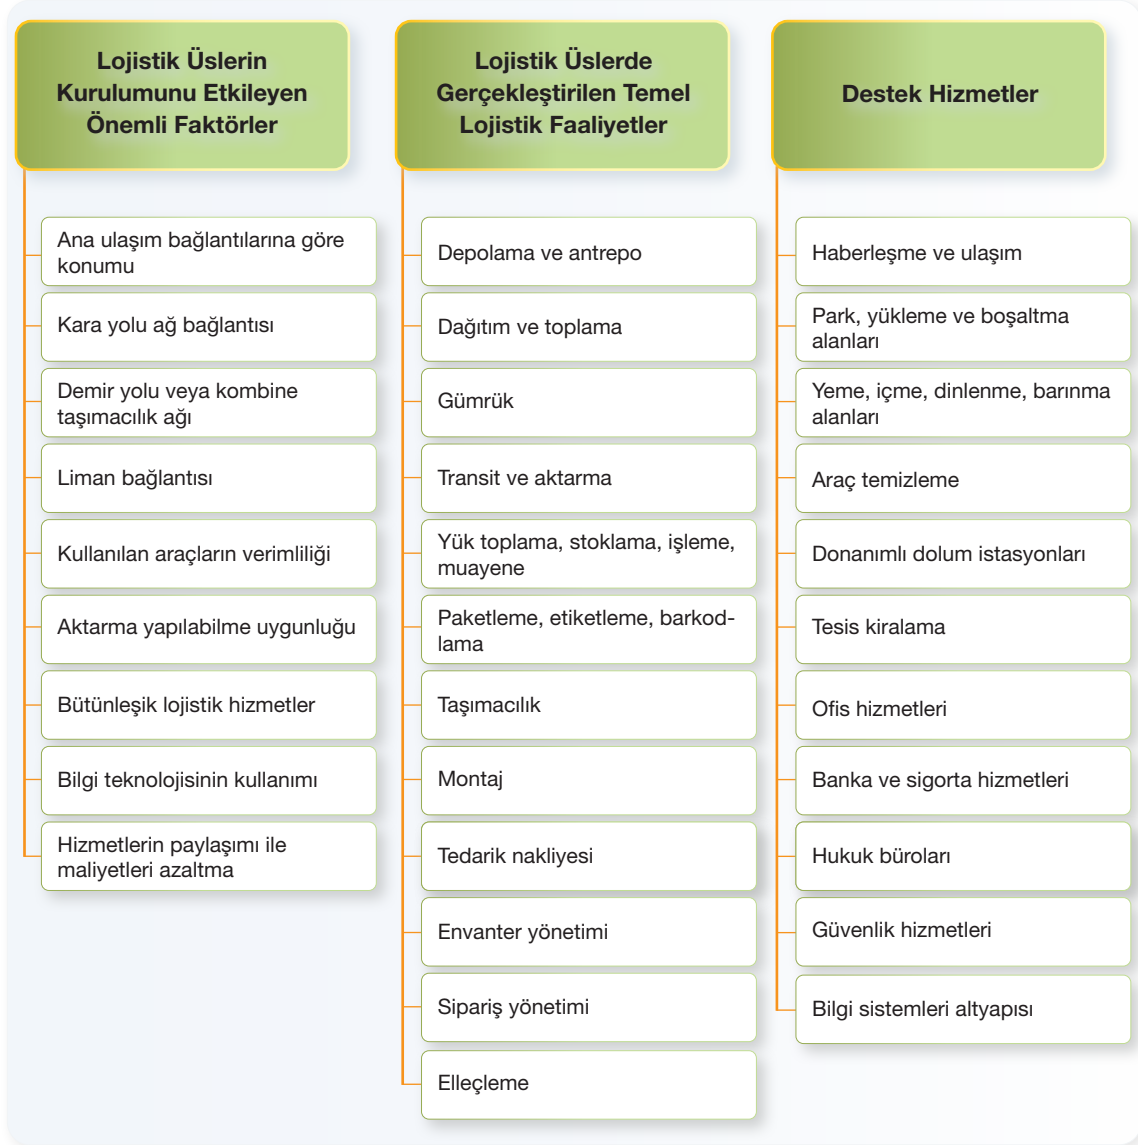 Lojistik Üslerin
Kurulumunu Etkileyen
Önemli Faktörler
Ana ulaşım bağlantılarına göre
konumu
Kara yolu ağ bağlantısı
Demir yolu veya kombine
taşımacılık ağı
Liman bağlantısı
Kullanılan araçların verimliliği
Aktarma yapılabilme uygunluğu
Bütünleşik lojistik hizmetler
Bilgi teknolojisinin kullanımı
Hizmetlerin paylaşımı ile
maliyetleri azaltma
Lojistik Üslerde
Gerçekleştirilen Temel
Lojistik Faaliyetler
Depolama ve antrepo
Dağıtım ve toplama
Gümrük
Transit ve aktarma
Yük toplama, stoklama, işleme,
muayene
Paketleme, etiketleme, barkod-
lama
Taşımacılık
Montaj
Tedarik nakliyesi
Envanter yönetimi
Sipariş yönetimi
Elleçleme
Destek Hizmetler
Haberleşme ve ulaşım
Park, yükleme ve boşaltma
alanları
Yeme, içme, dinlenme, barınma
alanları
Araç temizleme
Donanımlı dolum istasyonları
Tesis kiralama
Ofis hizmetleri
Banka ve sigorta hizmetleri
Hukuk büroları
Güvenlik hizmetleri
Bilgi sistemleri altyapısı